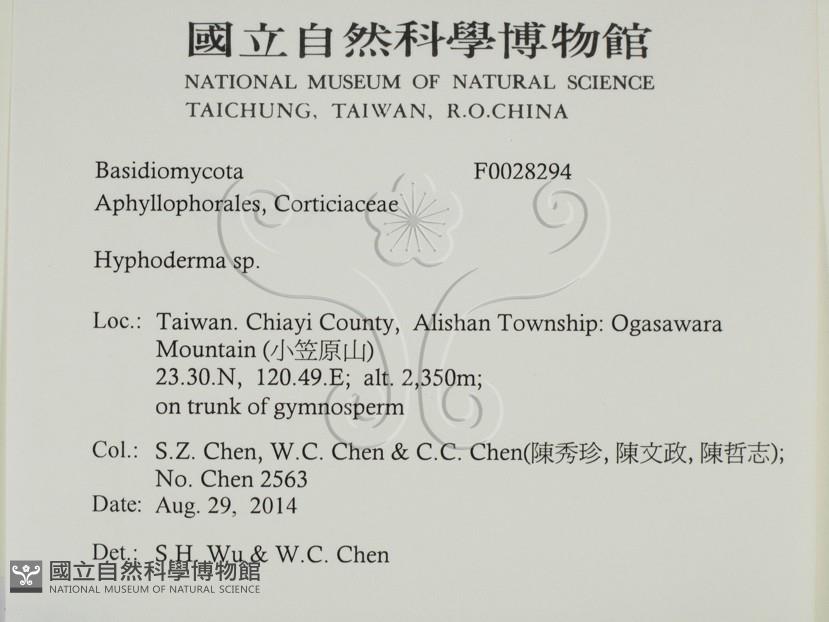 國立自然科學博物館
NATIONAL MUSEUM OF NATURAL SCIENCE
TAICHUNG, TAIWAN, R.O.CHINA
Basidiomycota F0028294
Aphyllophorales, Corticiaceae
Hyphoderma sp.
Loc.: Taiwan. Chiayi County, Alishan Township: Ogasawara
Mountain (小笠原山)
23.30.N, 120.49.E; alt. 2,350m;
on trunk of gymnosperm
Col.: S.Z. Chen, W.C. Chen & C.C. Chen(陳秀珍, 陳文政, 陳哲志);
No. Chen 2563
Date: Aug. 29, 2014
Det.: S.H. Wu & W.C. Chen
國立自然科學博物館
NATIONAL MUSEUM OF NATURAL SCIENCE